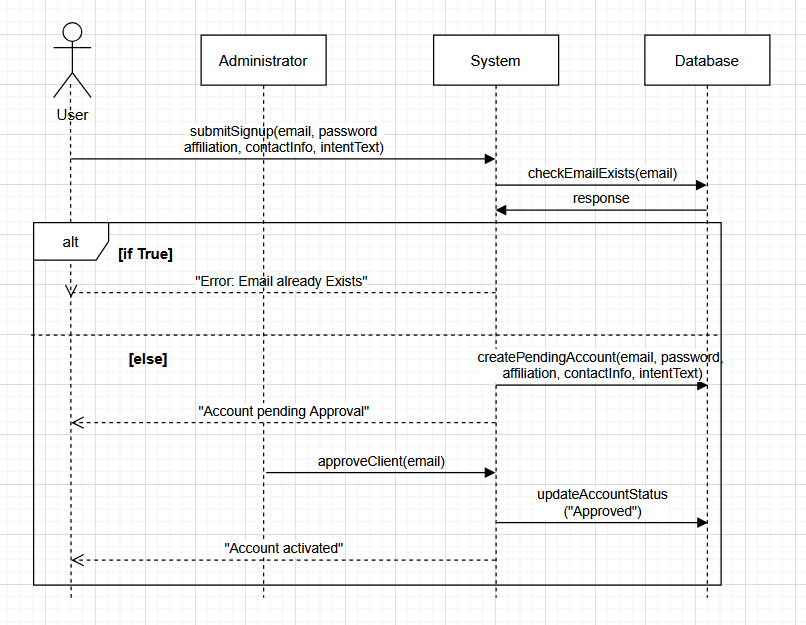 Administrator
System
Database
User
submitSignup(email, password
affiliation, contactInfo, intentText)
checkEmailExists(email)
response
alt
[if True]
"Error: Email already Exists"
[else]
createPendingAccount(email, password,
affiliation, contactInfo, intentText)
"Account pending Approval"
approveClient(email)
updateAccountStatus
("Approved")
"Account activated"